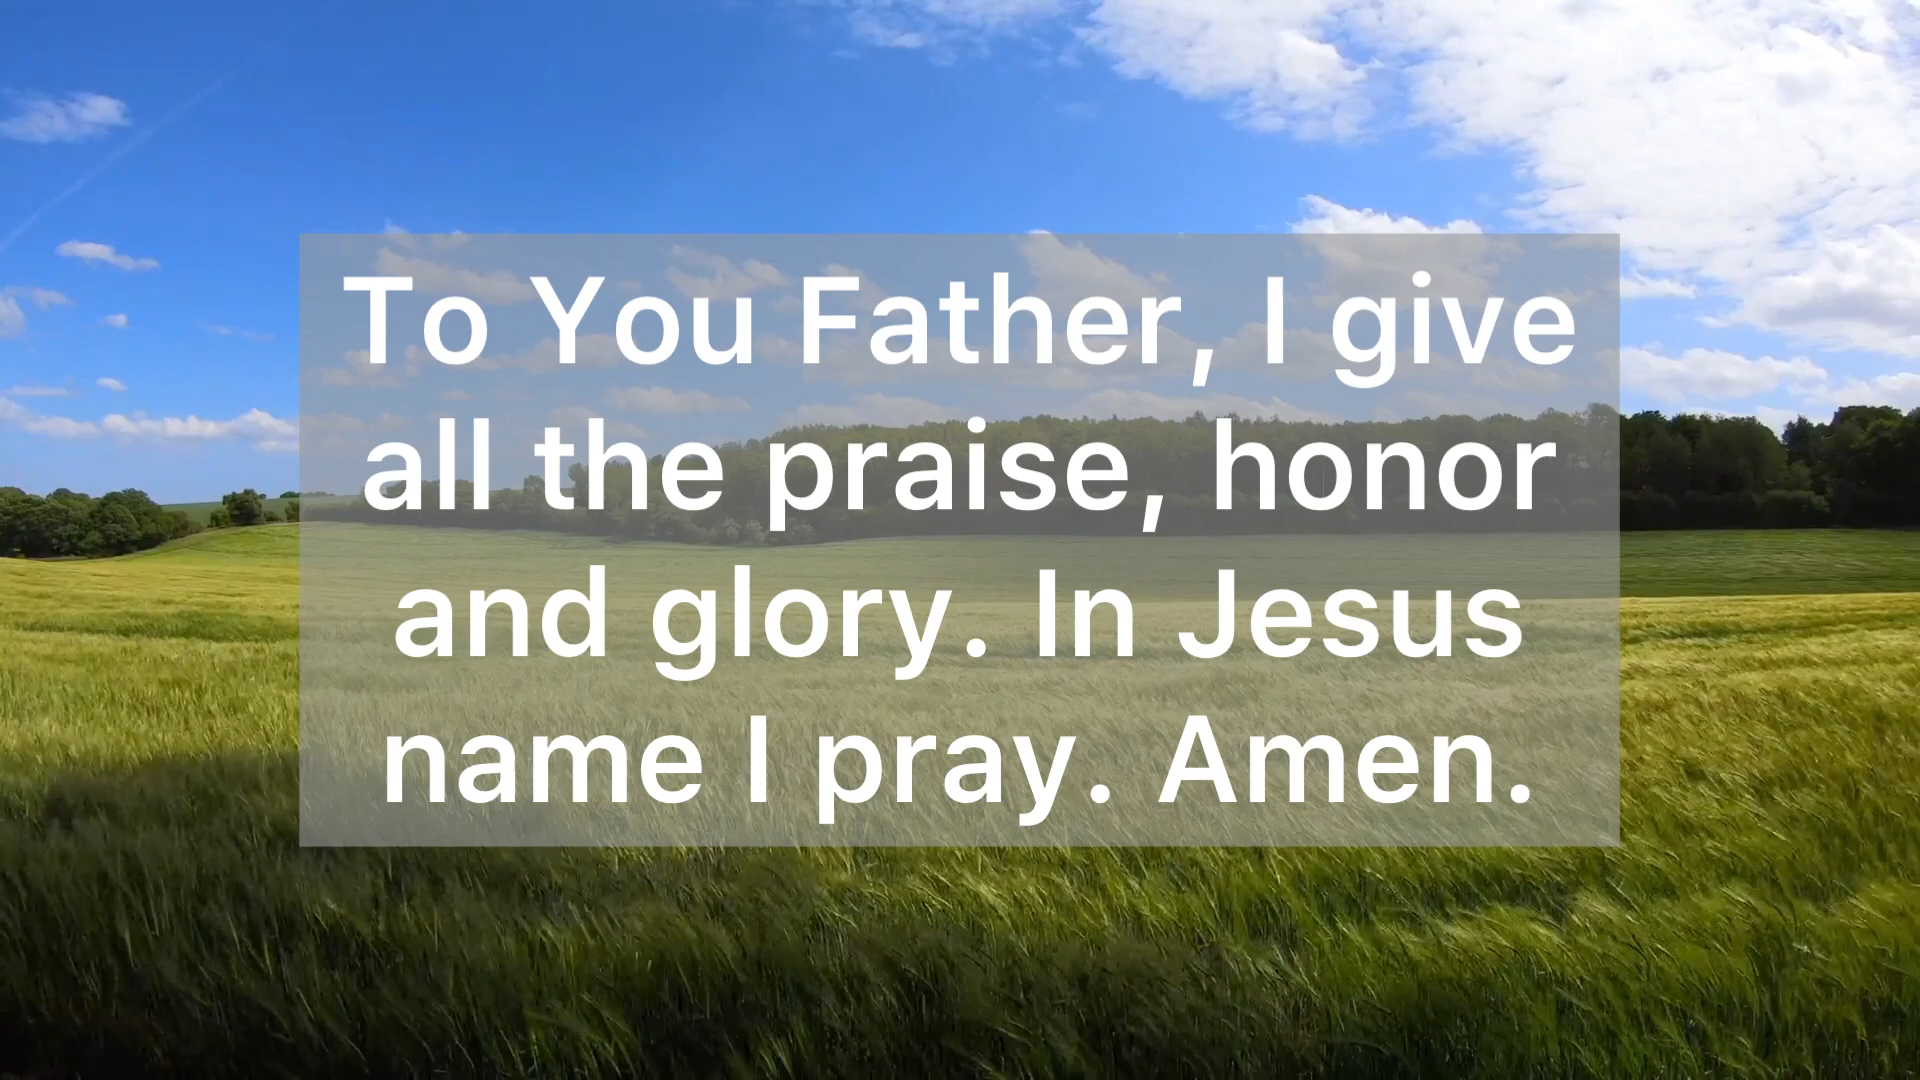 To You Father, I give
all the praise, honor
and glory. In Jesus
name I pray. Amen.